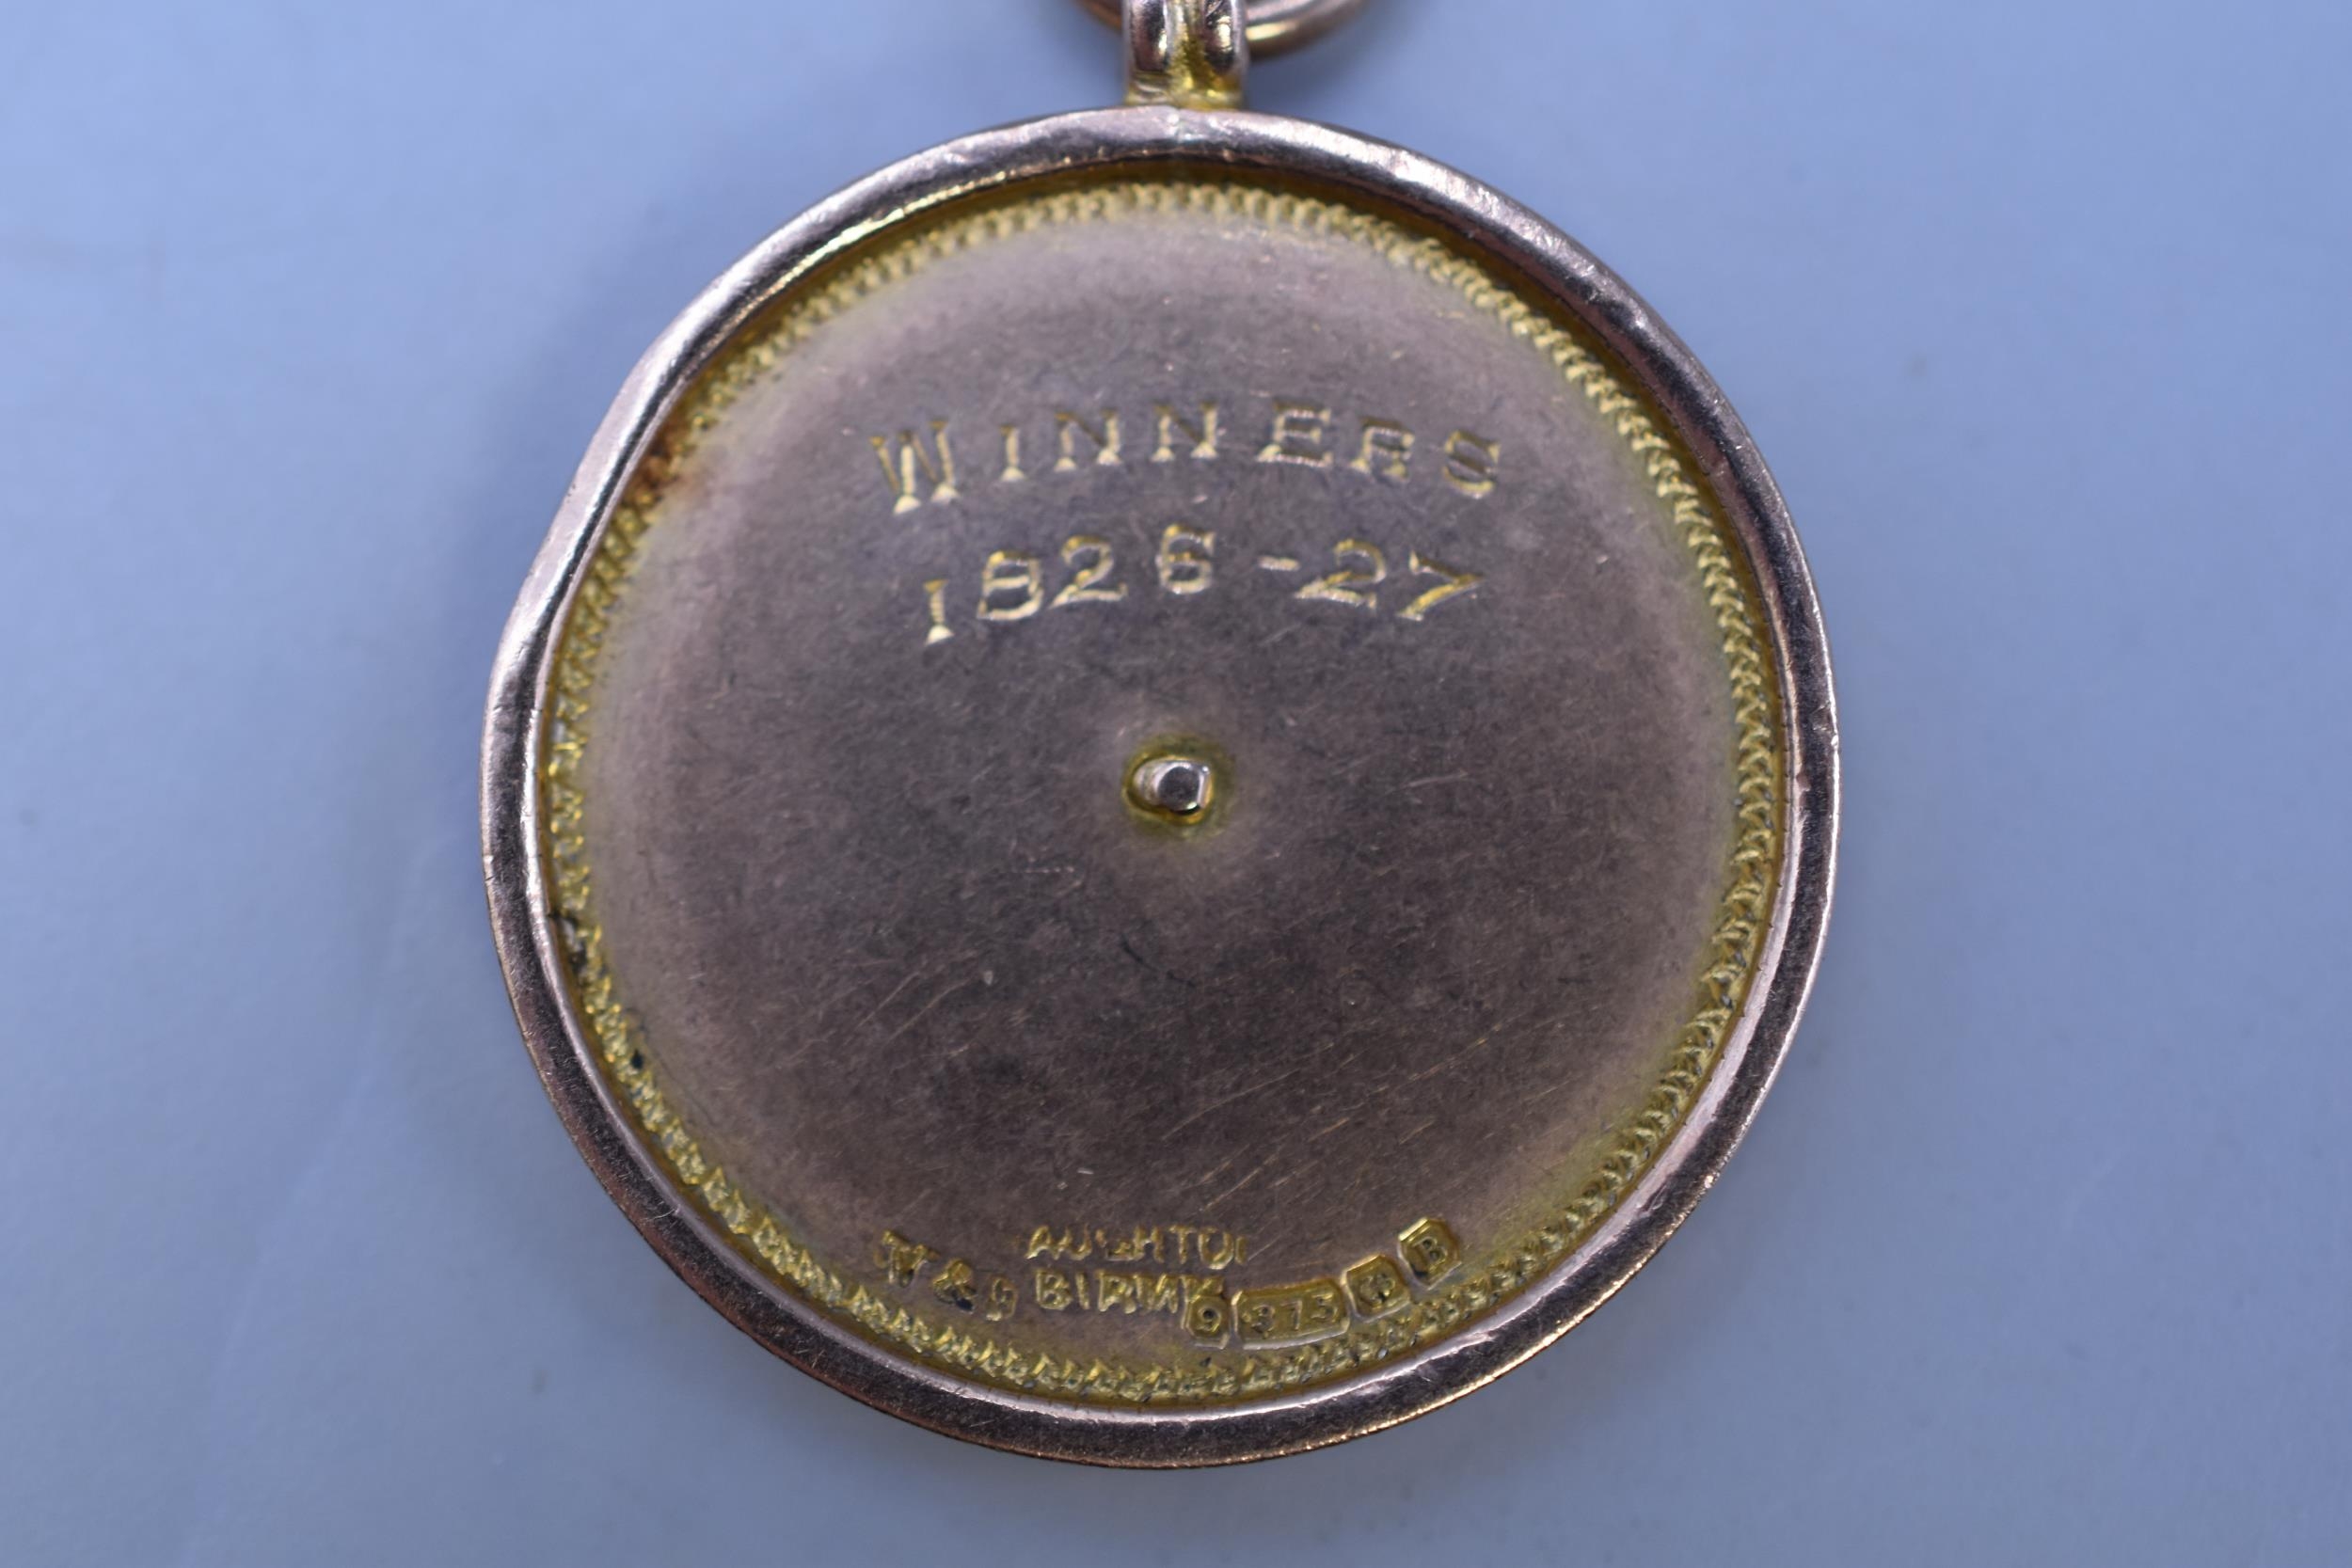 WINNERS
1926-27
BIRM
9 .375 B